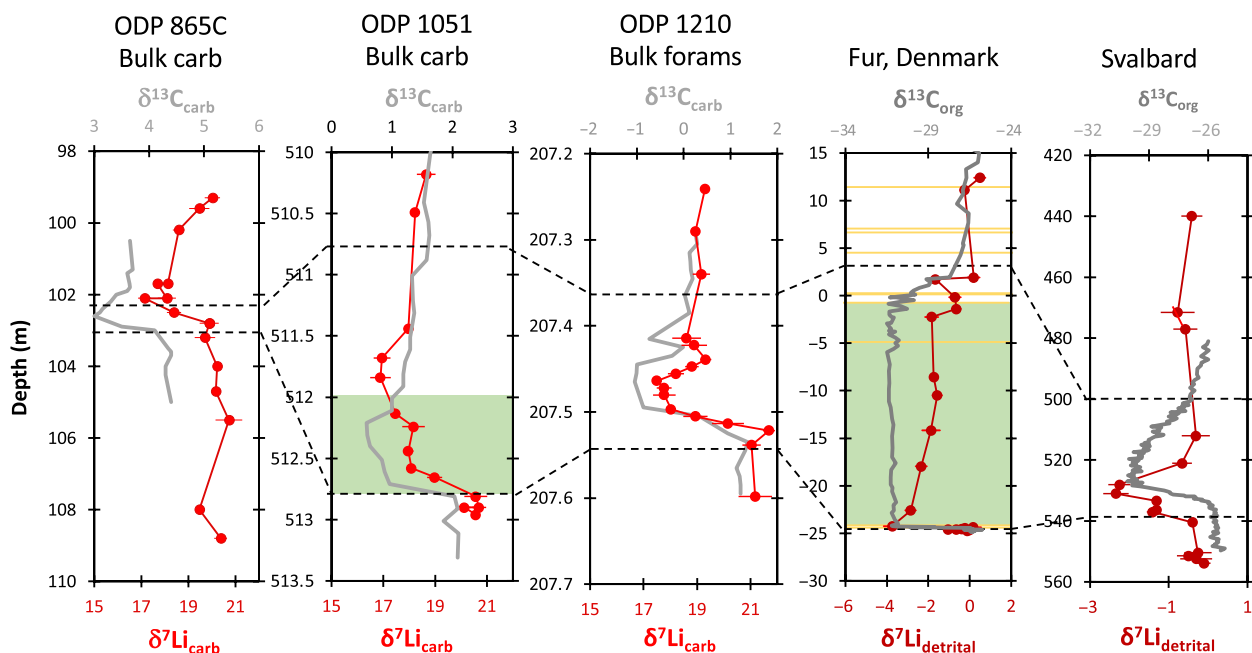 ODP 865C
Bulk carb
δ13Ccarb
3 4 5 6
98
100
102
104
106
108
110
15 17 19 21
δ7Licarb
Depth (m)
ODP 1051
Bulk carb
δ13Ccarb
0 1 2 3
510
510.5
511
511.5
512
512.5
513
513.5
15 17 19 21
δ7Licarb
ODP 1210
Bulk forams
δ13Ccarb
−2 −1 0 1 2
207.2
207.3
207.4
207.5
207.6
207.7
15 17 19 21
δ7Licarb
Fur, Denmark
δ13Corg
−34 −29 −24
15
10
5
0
−5
−10
−15
−20
−25
−30
−6 −4 −2 0 2
δ7Lidetrital
Svalbard
δ13Corg
−32 −29 −26
420
440
460
480
500
520
540
560
−3 −1 1
δ7Lidetrital